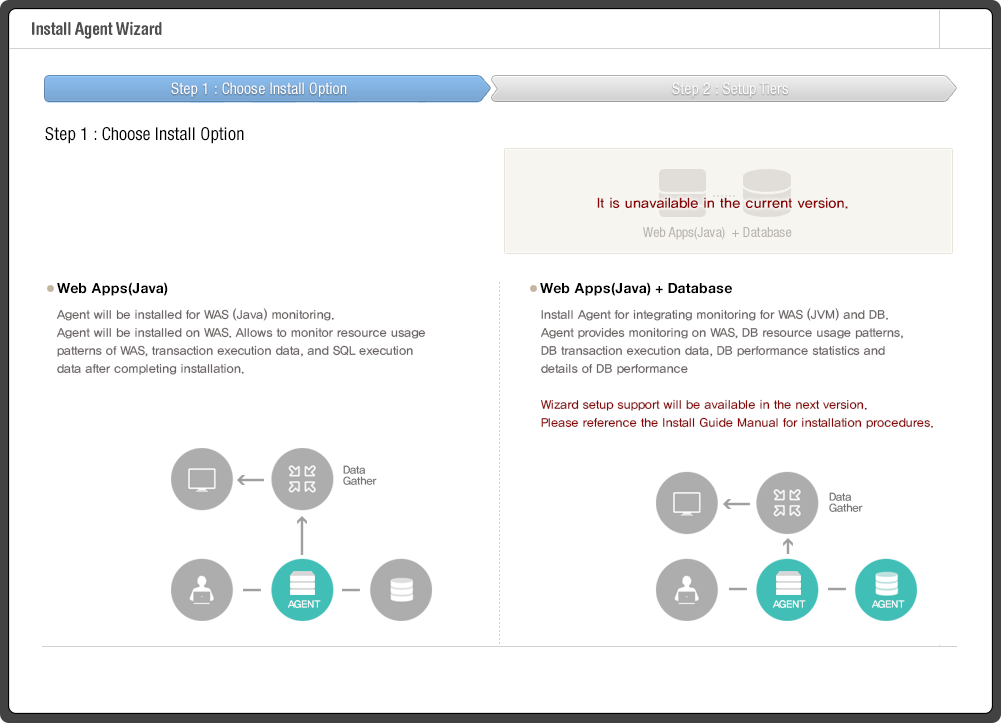 Install Agent Wizard
Step 1 : Choose Install Option
Step 2 : Setup Tiers
Step 1 : Choose Install Option
It is unavailable in the current version.
Web Apps(Java) + Database
Web Apps(Java)
Agent will be installed for WAS (Java) monitoring.
Agent will be installed on WAS. Allows to monitor resource usage
patterns of WAS, transaction execution data, and SQL execution
data after completing installation.
Data
Gather
AGENT
Web Apps(Java) + Database
Install Agent for integrating monitoring for WAS (JVM) and DB.
Agent provides monitoring on WAS, DB resource usage patterns,
DB transaction execution data, DB performance statistics and
details of DB performance
Wizard setup support will be available in the next version.
Please reference the Install Guide Manual for installation procedures.
Data
Gather
AGENT
AGENT